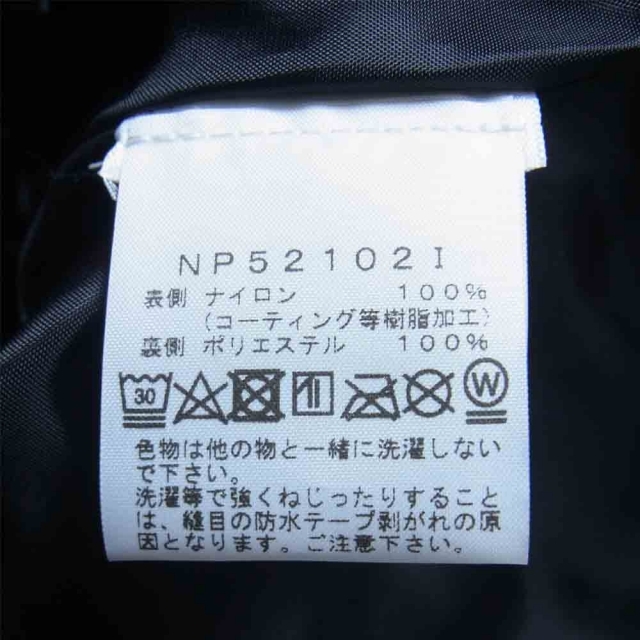 NP52102I
表側 ナイロン 100%
(コーティング等樹脂加工)
裏側 ポリエステル 100%
30 W
色物は他の物と一緒に洗濯しない
で下さい。
洗濯等で強くねじったりすること
は、縫目の防水テープ剥がれの原
因となります。ご注意下さい。